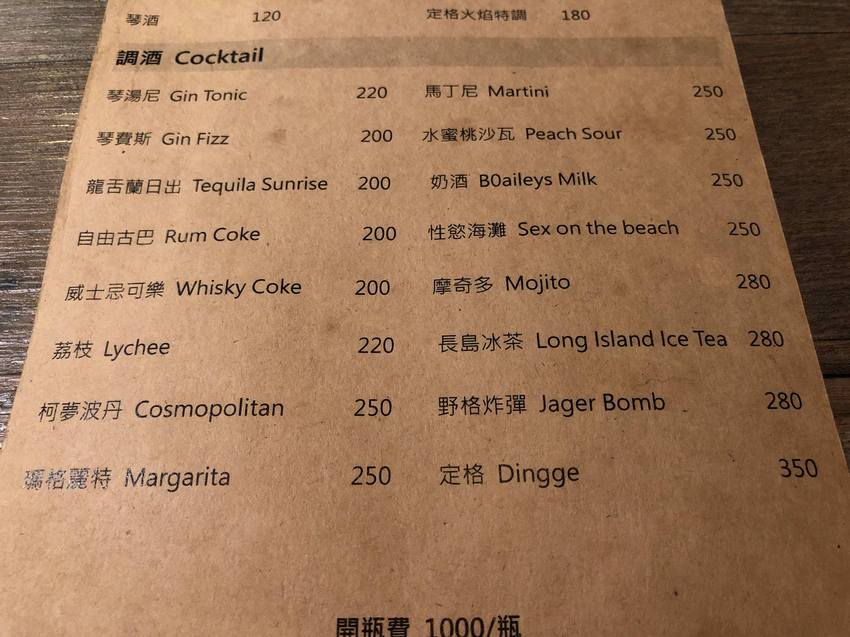 琴酒 120 定格火焰特調 180
調酒 Cocktail
琴湯尼 Gin Tonic 220 馬丁尼 Martini 250
琴費斯 Gin Fizz 200 水蜜桃沙瓦 Peach Sour 250
龍舌蘭日出 Tequila Sunrise 200 奶酒 B0aileys Milk 250
自由古巴 Rum Coke 200 性慾海灘 Sex on the beach 250
威士忌可樂 Whisky Coke 200 摩奇多 Mojito 280
荔枝 Lychee 220 長島冰茶 Long Island Ice Tea 280
柯夢波丹 Cosmopolitan 250 野格炸彈 Jager Bomb 280
瑪格麗特 Margarita 250 定格 Dingge 350
開瓶費 1000/瓶